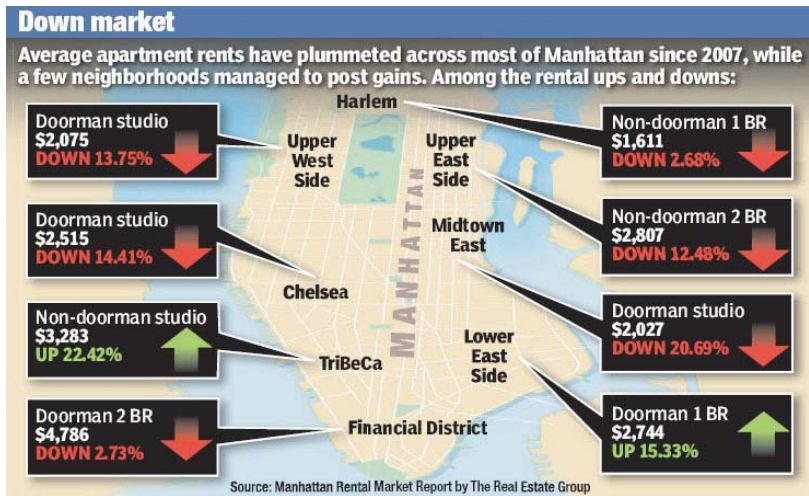 Down market
Average apartment rents have plummeted across most of Manhattan since 2007, while
a few neighborhoods managed to post gains. Among the rental ups and downs:
Harlem
Upper
West
Side
Upper
East
Side
Midtown
East
MANHATTAN
Chelsea
TriBeCa
Lower
East
Side
Financial District
Doorman studio
$2,075
DOWN 13.75%
Doorman studio
$2,515
DOWN 14.41%
Non-doorman studio
$3,283
UP 22.42%
Doorman 2 BR
$4,786
DOWN 2.73%
Non-doorman 1 BR
$1,611
DOWN 2.68%
Non-doorman 2 BR
$2,807
DOWN 12.48%
Doorman studio
$2,027
DOWN 20.69%
Doorman 1 BR
$2,744
UP 15.33%
Source: Manhattan Rental Market Report by The Real Estate Group